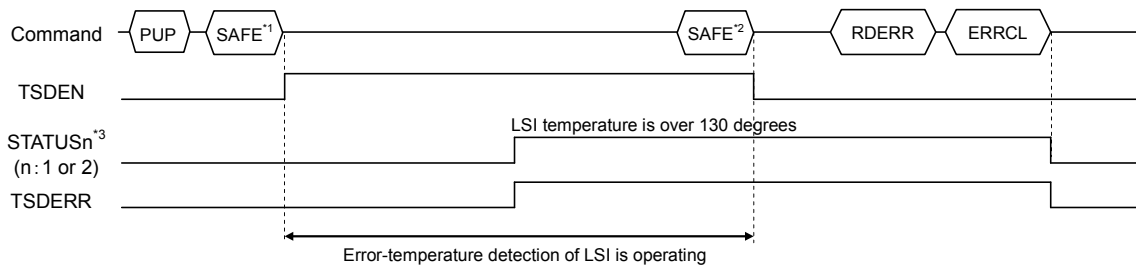 Command PUP SAFE*1 SAFE*2 RDERR ERRCL
TSDEN
LSI temperature is over 130 degrees
STATUSn*3
(n : 1 or 2)
TSDERR
Error-temperature detection of LSI is operating